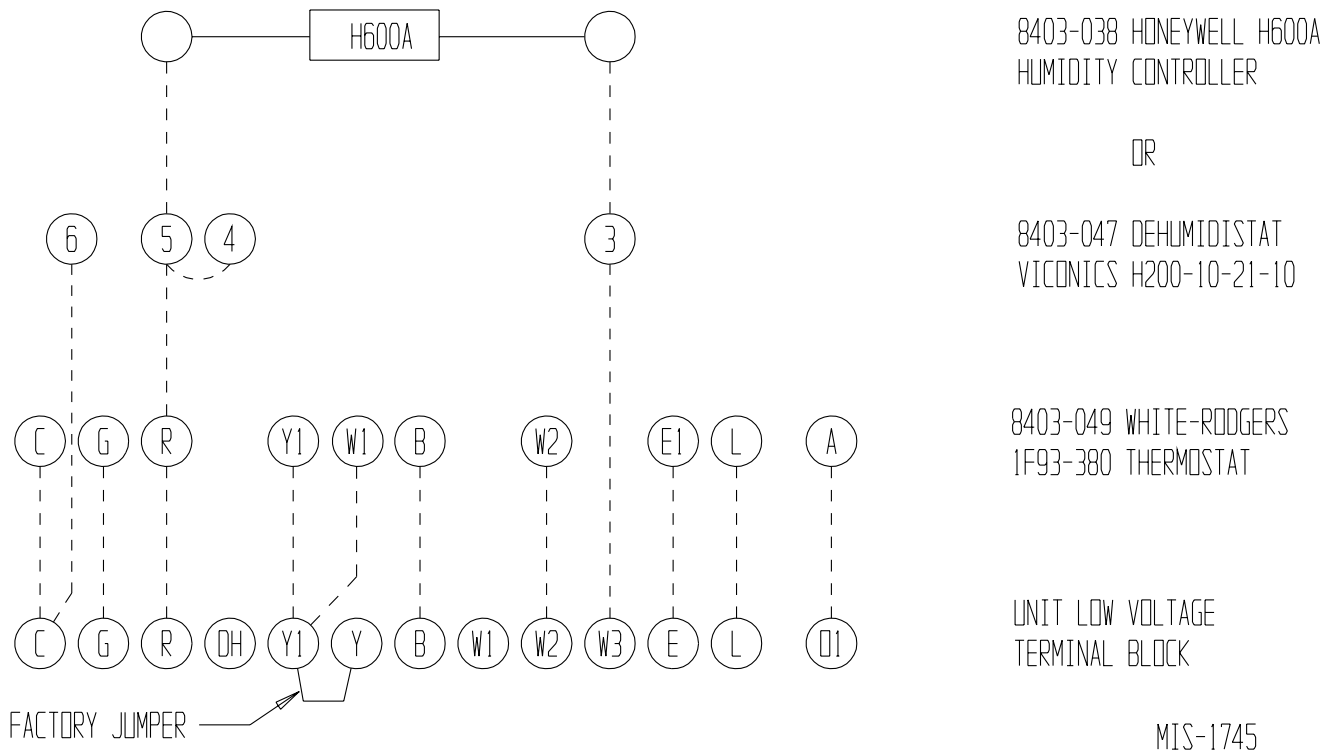 H600A
8403-038 HONEYWELL H600A
HUMIDITY CONTROLLER
OR
6 5 4 3
8403-047 DEHUMIDISTAT
VICONICS H200-10-21-10
C G R Y1 W1 B W2 E1 L A
8403-049 WHITE-RODGERS
1F93-380 THERMOSTAT
C G R DH Y1 Y B W1 W2 W3 E L O1
UNIT LOW VOLTAGE
TERMINAL BLOCK
FACTORY JUMPER
MIS-1745